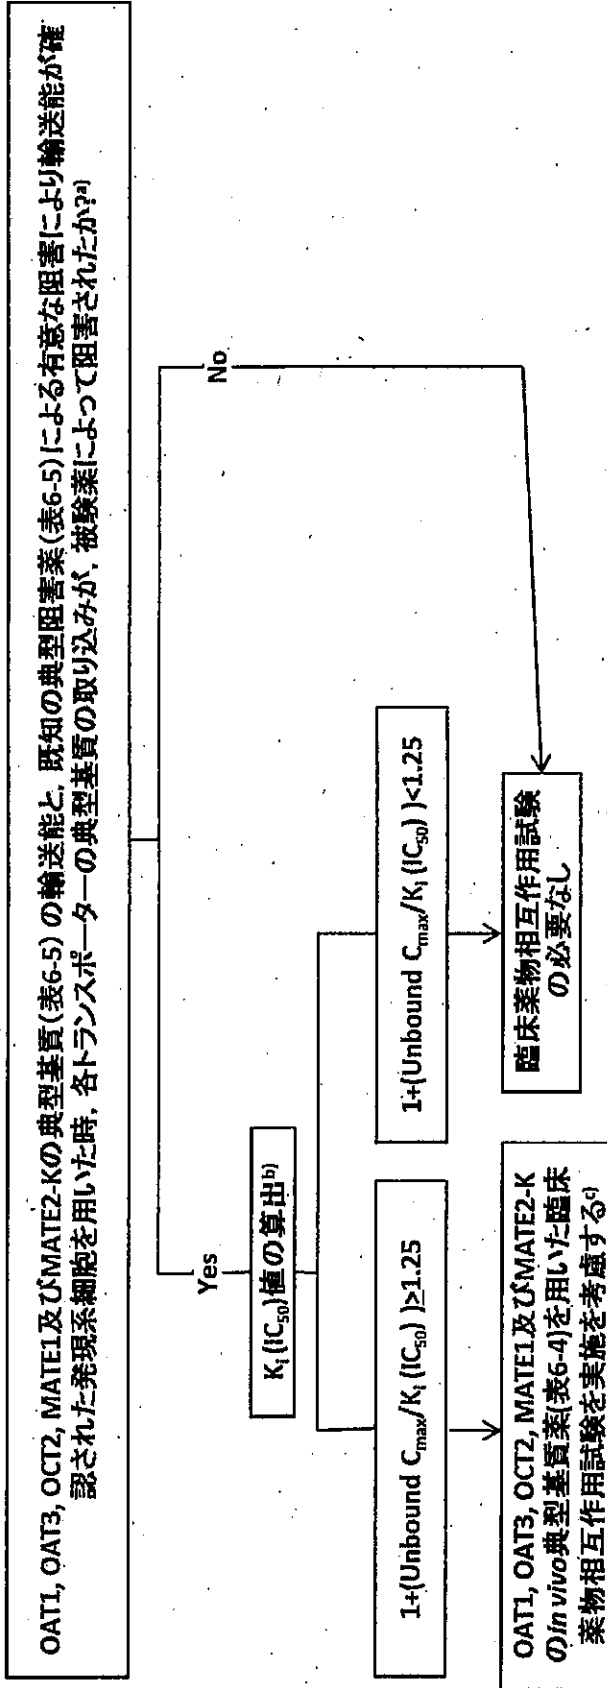 OAT1, OAT3, OCT2, MATE1及びMATE2-Kの典型基質(表6-5) の輸送能と, 既知の典型阻害薬(表6-5)による有意な阻害により輸送能が確
認された発現系細胞を用いた時, 各トランスポーターの典型基質の取り込みが, 被験薬によって阻害されたか?a)
Yes
No
Ki (IC50) 値の算出b)
1+(Unbound Cmax/Ki (IC50) )≥1.25
1+(Unbound Cmax/Ki (IC50) )<1.25
OAT1, OAT3, OCT2, MATE1及びMATE2-K
のin vivo典型基質薬(表6-4)を用いた臨床
薬物相互作用試験を実施を考慮するc)
臨床薬物相互作用試験
の必要なし